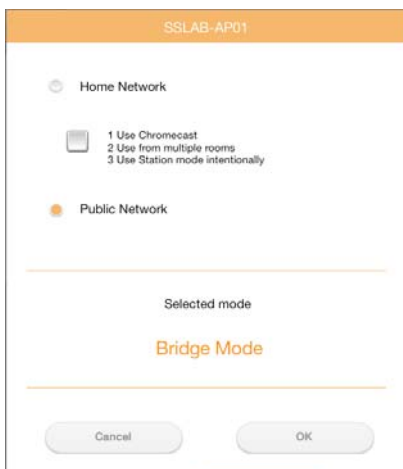 SSLAB-AP01
Home Network
1 Use Chromecast
2 Use from multiple rooms
3 Use Station mode intentionally
Public Network
Selected mode
Bridge Mode
Cancel
OK